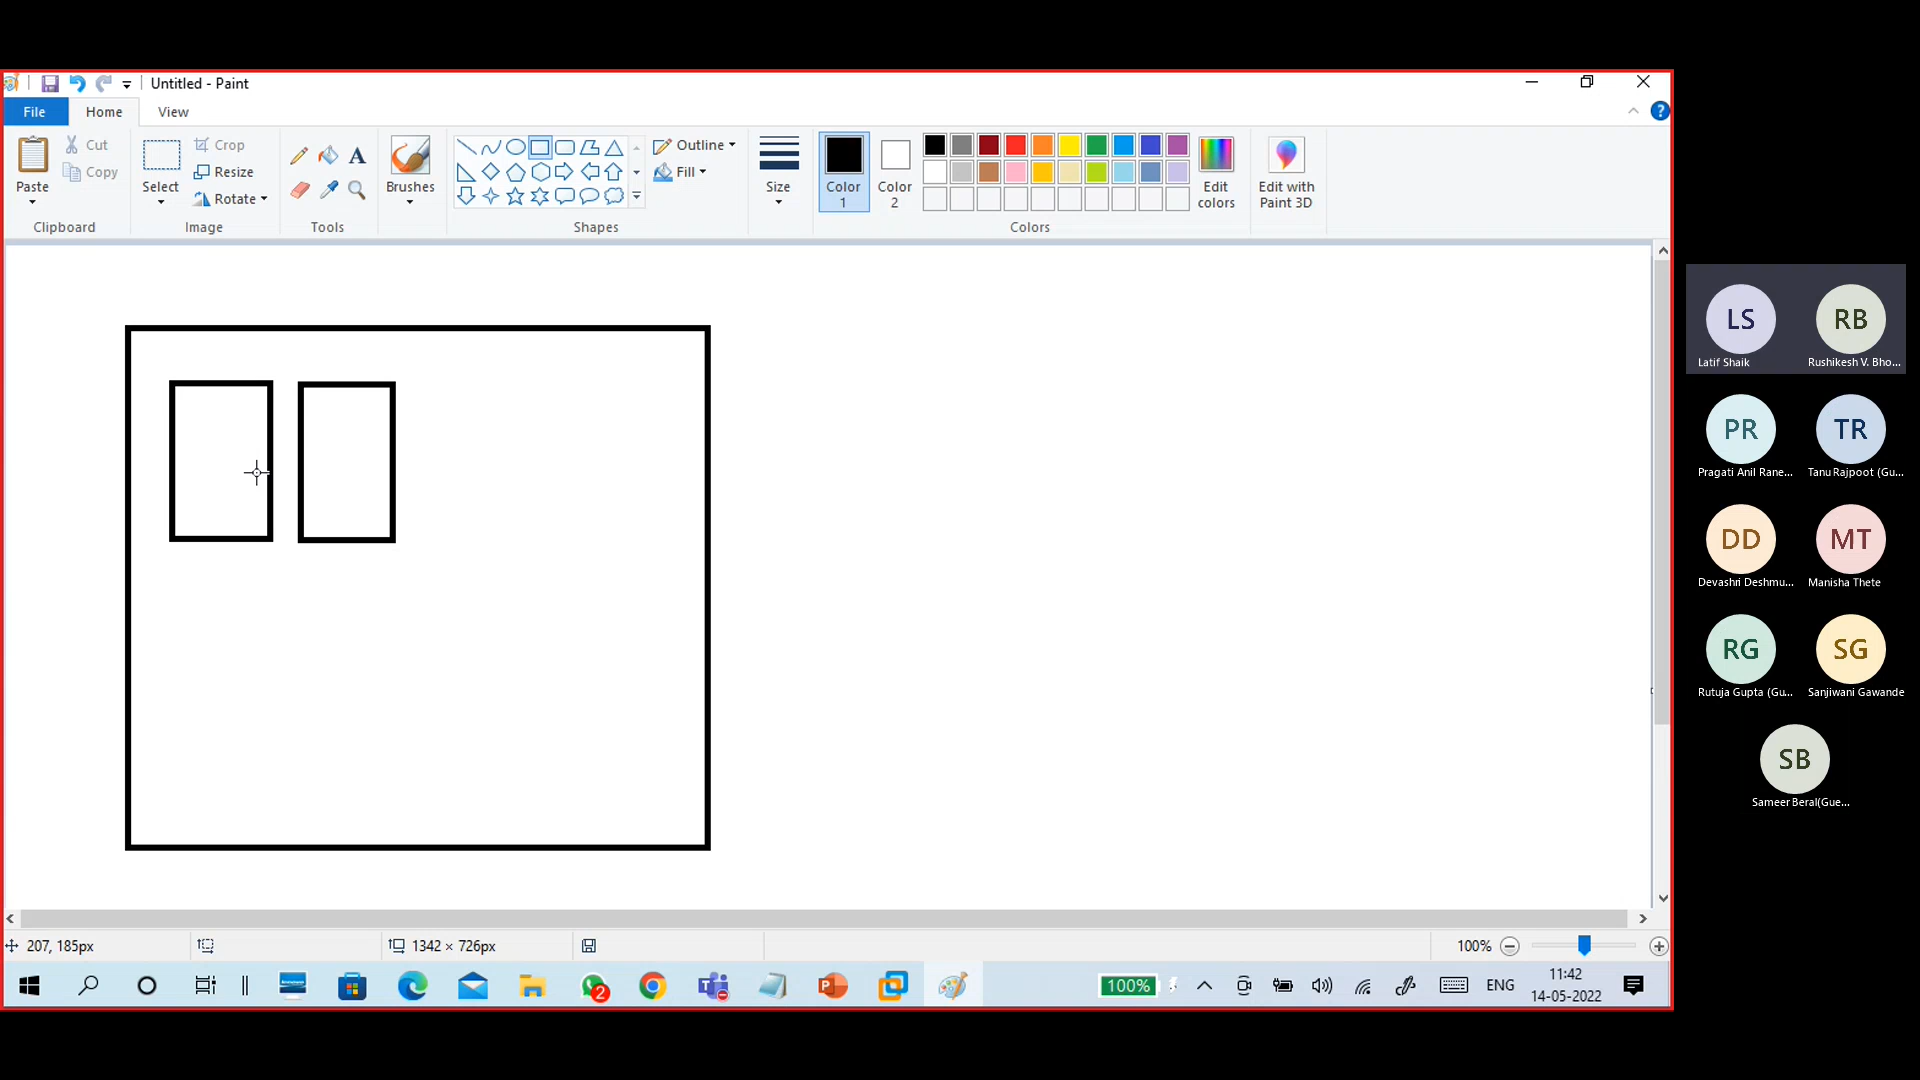 Untitled - Paint
File Home View
Paste
Cut
Copy
Clipboard
Select
Crop
Resize
Rotate
Image
A
Tools
Brushes
Shapes
Outline
Fill
Size
Color 1
Color 2
Edit colors
Colors
Edit with Paint 3D
?
207, 185px
1342 × 726px
100%
2
100%
ENG
11:42
14-05-2022
LS
Latif Shaik
RB
Rushikesh V. Bho...
PR
Pragati Anil Rane...
TR
Tanu Rajpoot (Gu...
DD
Devashri Deshmu...
MT
Manisha Thete
RG
Rutuja Gupta (Gu...
SG
Sanjiwani Gawande
SB
Sameer Beral(Gue...